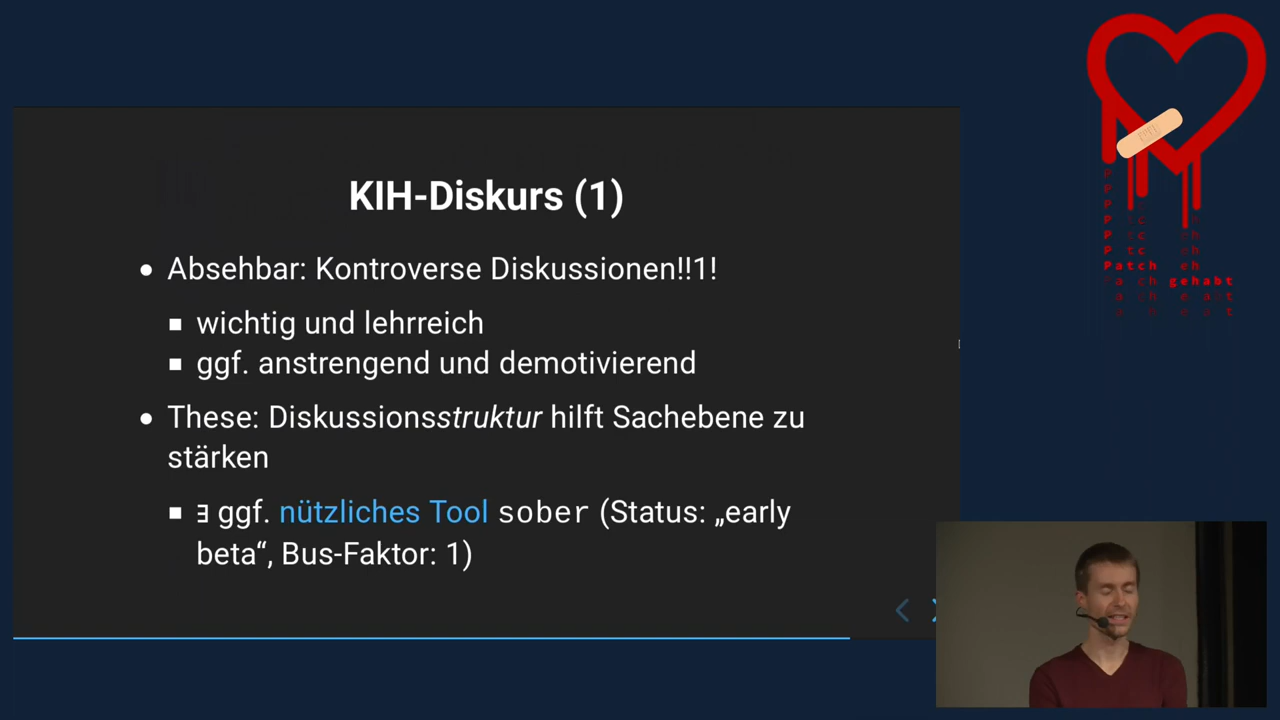 KIH-Diskurs (1)
Absehbar: Kontroverse Diskussionen!!1!
wichtig und lehrreich
ggf. anstrengend und demotivierend
These: Diskussionsstruktur hilft Sachebene zu
stärken
∃ ggf. nützliches Tool sober (Status: „early
beta“, Bus-Faktor: 1)
Patch
gehabt